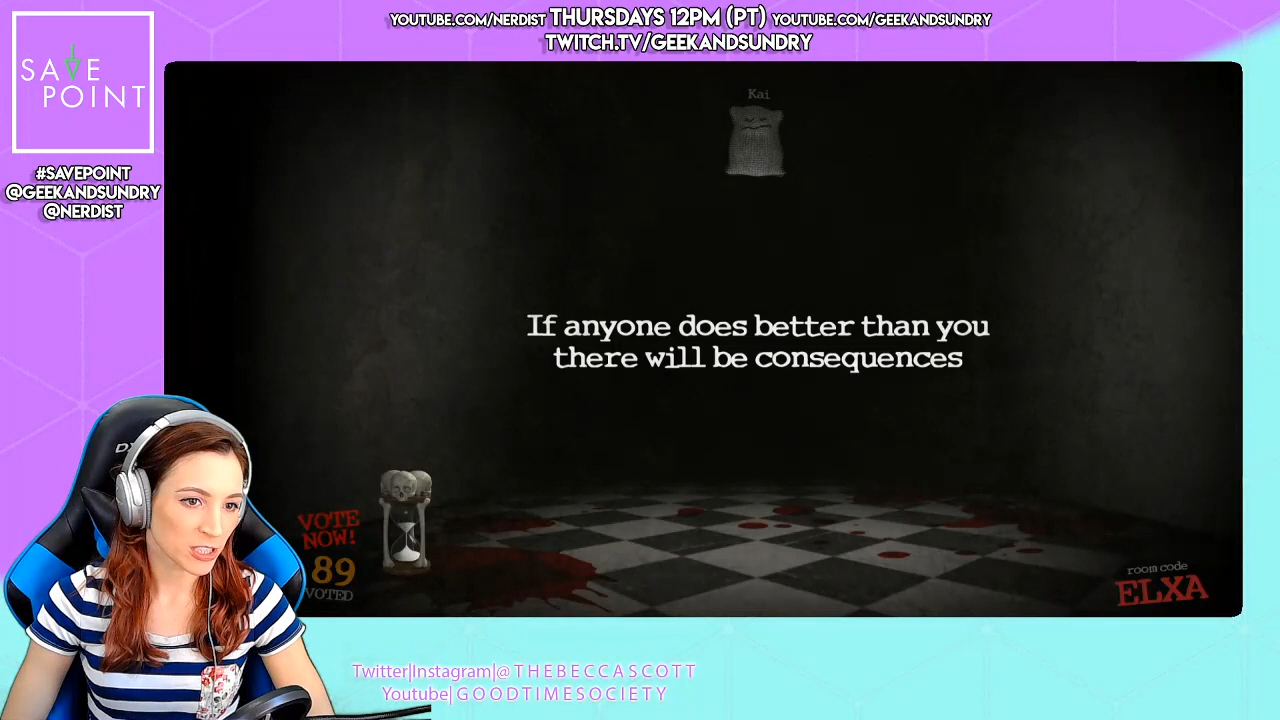 YOUTUBE.COM/NERDIST THURSDAYS 12PM (PT) YOUTUBE.COM/GEEKANDSUNDRY
TWITCH.TV/GEEKANDSUNDRY
SAVE
POINT
#SAVEPOINT
@GEEKANDSUNDRY
@NERDIST
Kai
If anyone does better than you
there will be consequences
VOTE
NOW!
89
VOTED
room code
ELXA
Twitter|Instagram|@THEBECCASCOTT
Youtube|GOODTIMESOCIETY